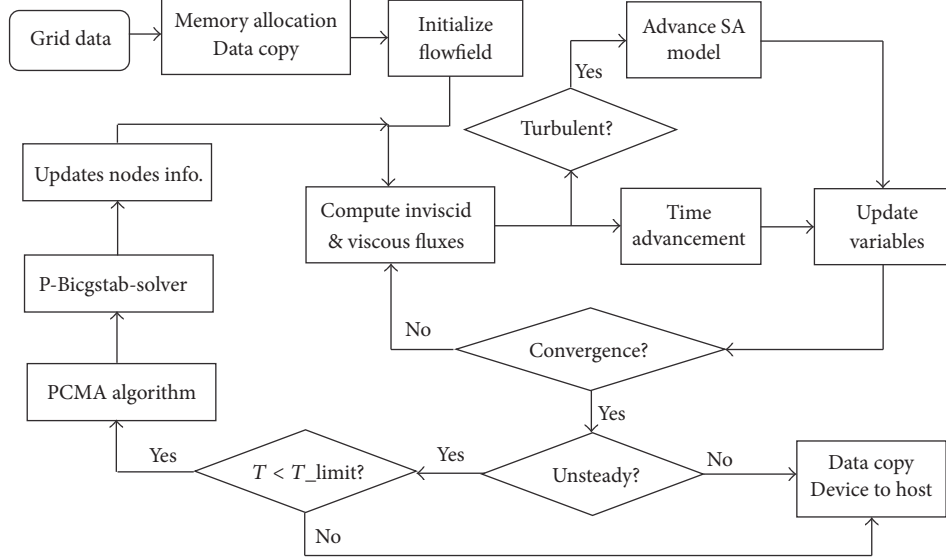 Grid data
Memory allocation
Data copy
Initialize
flowfield
Advance SA
model
Yes
Turbulent?
Updates nodes info.
Compute inviscid
& viscous fluxes
Time
advancement
Update
variables
P-Bicgstab-solver
No
Convergence?
PCMA algorithm
Yes
Yes
T < T_limit?
Yes
Unsteady?
No
Data copy
Device to host
No